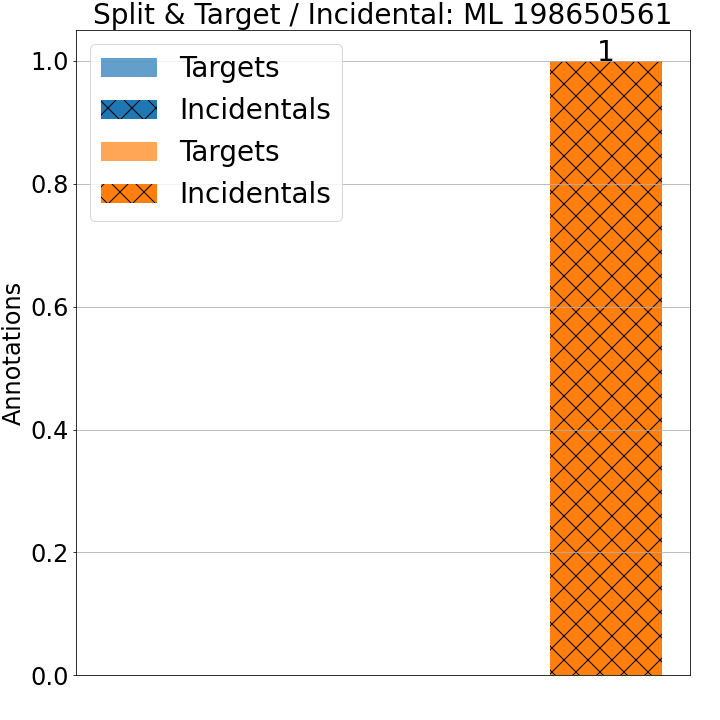 Split & Target / Incidental: ML 198650561
1
1.0
0.8
0.6
0.4
0.2
0.0
Annotations
Targets
Incidentals
Targets
Incidentals